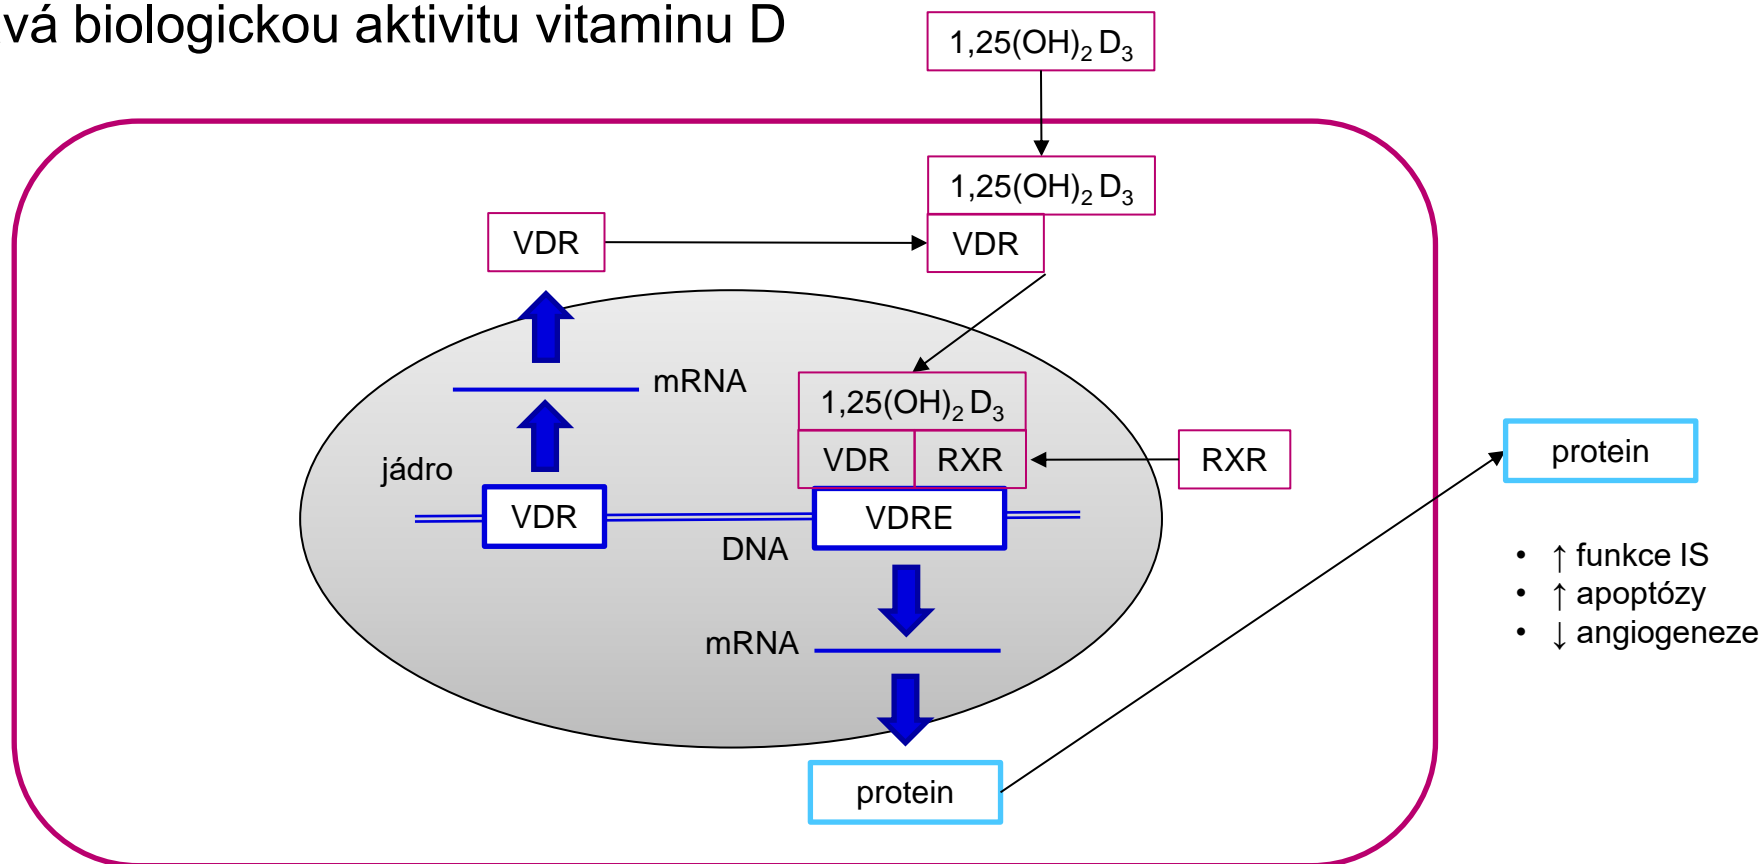 vá biologickou aktivitu vitaminu D
1,25(OH)₂ D₃
1,25(OH)₂ D₃
VDR
VDR
mRNA
1,25(OH)₂ D₃
jádro
VDR
RXR
RXR
protein
VDR
VDRE
DNA
• ↑ funkce IS
• ↑ apoptózy
• ↓ angiogeneze
mRNA
protein